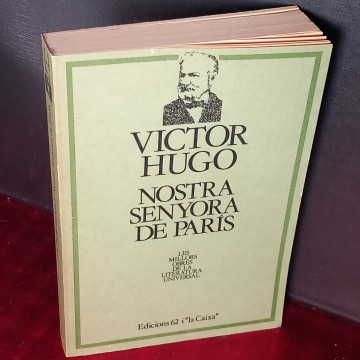 VICTOR
HUGO
NOSTRA
SENYORA
DE PARÍS
LES
MILLORS
OBRES
DE LA
LITERATURA
UNIVERSAL
Edicions 62 i "la Caixa"